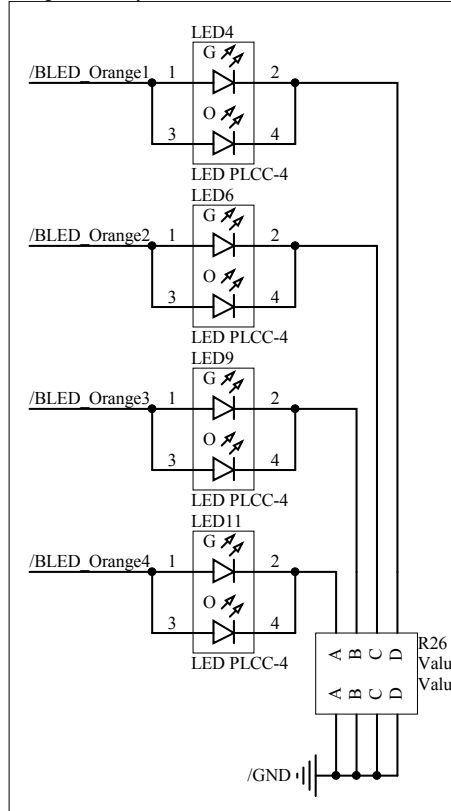 LED4
G
/BLED_Orange1 1 2
O
3 4
LED PLCC-4
LED6
G
/BLED_Orange2 1 2
O
3 4
LED PLCC-4
LED9
G
/BLED_Orange3 1 2
O
3 4
LED PLCC-4
LED11
G
/BLED_Orange4 1 2
O
3 4
LED PLCC-4
R26
A B C D
Valu
Valu
A B C D
/GND